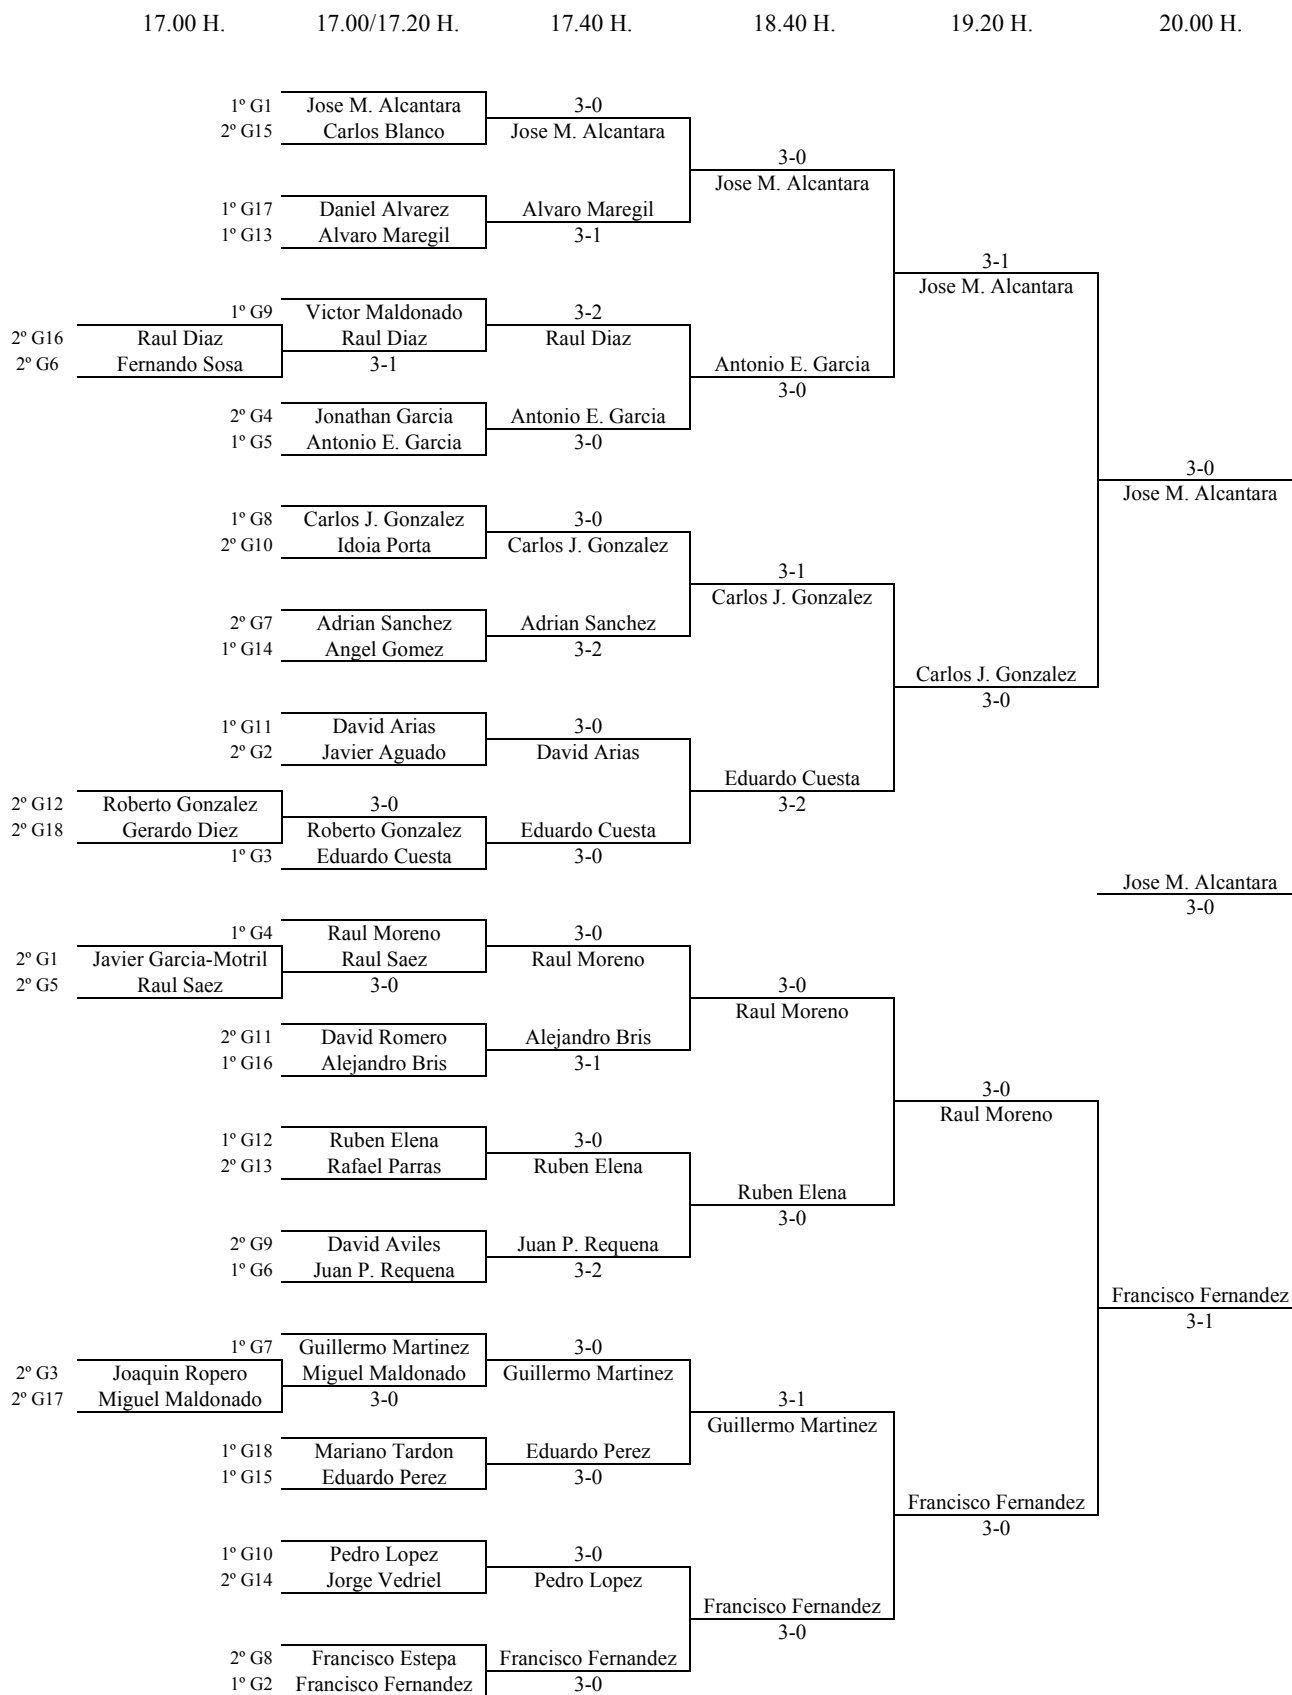 17.00 H. 17.00/17.20 H. 17.40 H. 18.40 H. 19.20 H. 20.00 H.
1º G1 Jose M. Alcantara 3-0
2º G15 Carlos Blanco Jose M. Alcantara
3-0
Jose M. Alcantara
1º G17 Daniel Alvarez Alvaro Maregil
1º G13 Alvaro Maregil 3-1
3-1
Jose M. Alcantara
1º G9 Victor Maldonado 3-2
2º G16 Raul Diaz Raul Diaz Raul Diaz
2º G6 Fernando Sosa 3-1 Antonio E. Garcia
3-0
2º G4 Jonathan Garcia Antonio E. Garcia
1º G5 Antonio E. Garcia 3-0
3-0
Jose M. Alcantara
1º G8 Carlos J. Gonzalez 3-0
2º G10 Idoia Porta Carlos J. Gonzalez
3-1
Carlos J. Gonzalez
2º G7 Adrian Sanchez Adrian Sanchez
1º G14 Angel Gomez 3-2
Carlos J. Gonzalez
3-0
1º G11 David Arias 3-0
2º G2 Javier Aguado David Arias
Eduardo Cuesta
2º G12 Roberto Gonzalez 3-0 3-2
2º G18 Gerardo Diez Roberto Gonzalez Eduardo Cuesta
1º G3 Eduardo Cuesta 3-0
Jose M. Alcantara
3-0
1º G4 Raul Moreno 3-0
2º G1 Javier Garcia-Motril Raul Saez Raul Moreno
2º G5 Raul Saez 3-0 3-0
Raul Moreno
2º G11 David Romero Alejandro Bris
1º G16 Alejandro Bris 3-1
3-0
Raul Moreno
1º G12 Ruben Elena 3-0
2º G13 Rafael Parras Ruben Elena
Ruben Elena
3-0
2º G9 David Aviles Juan P. Requena
1º G6 Juan P. Requena 3-2
Francisco Fernandez
3-1
1º G7 Guillermo Martinez 3-0
2º G3 Joaquin Ropero Miguel Maldonado Guillermo Martinez
2º G17 Miguel Maldonado 3-0 3-1
Guillermo Martinez
1º G18 Mariano Tardon Eduardo Perez
1º G15 Eduardo Perez 3-0
Francisco Fernandez
3-0
1º G10 Pedro Lopez 3-0
2º G14 Jorge Vedriel Pedro Lopez
Francisco Fernandez
3-0
2º G8 Francisco Estepa Francisco Fernandez
1º G2 Francisco Fernandez 3-0